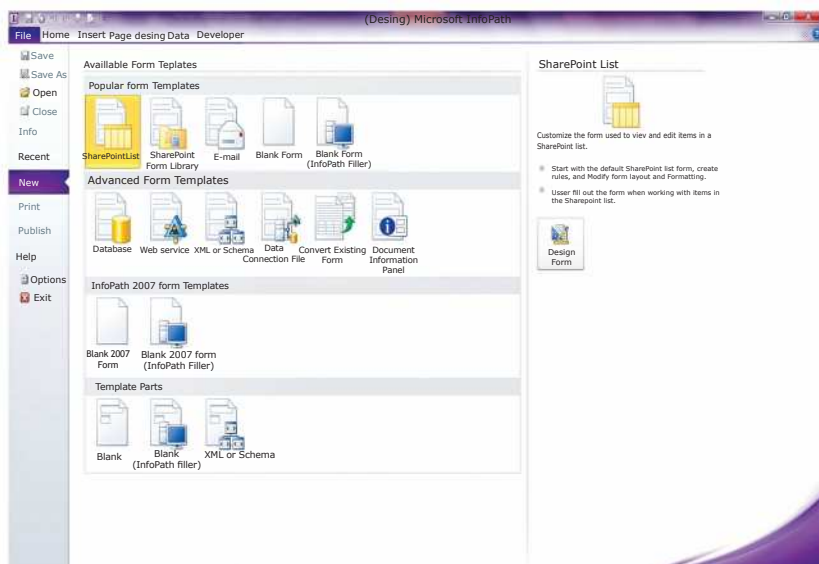 (Desing) Microsoft InfoPath
File Home Insert Page desing Data Developer
Save
Save As
Open
Close
Info
Recent
New
Print
Publish
Help
Options
Exit
Availlable Form Teplates
Popular form Templates
SharePointList
SharePoint
Form Library
E-mail
Blank Form
Blank Form
(InfoPath Filler)
Advanced Form Templates
Database
Web service
XML or Schema
Data
Connection File
Convert Existing
Form
Document
Information
Panel
InfoPath 2007 form Templates
Blank 2007
Form
Blank 2007 form
(InfoPath Filler)
Template Parts
Blank
Blank
(InfoPath filler)
XML or Schema
SharePoint List
Customize the form used to viev and edit items in a
SharePoint list.
Start with the default SharePoint list form, create
rules, and Modify form layout and Formatting.
Usser fill out the form when working with items in
the Sharepoint list.
Design
Form